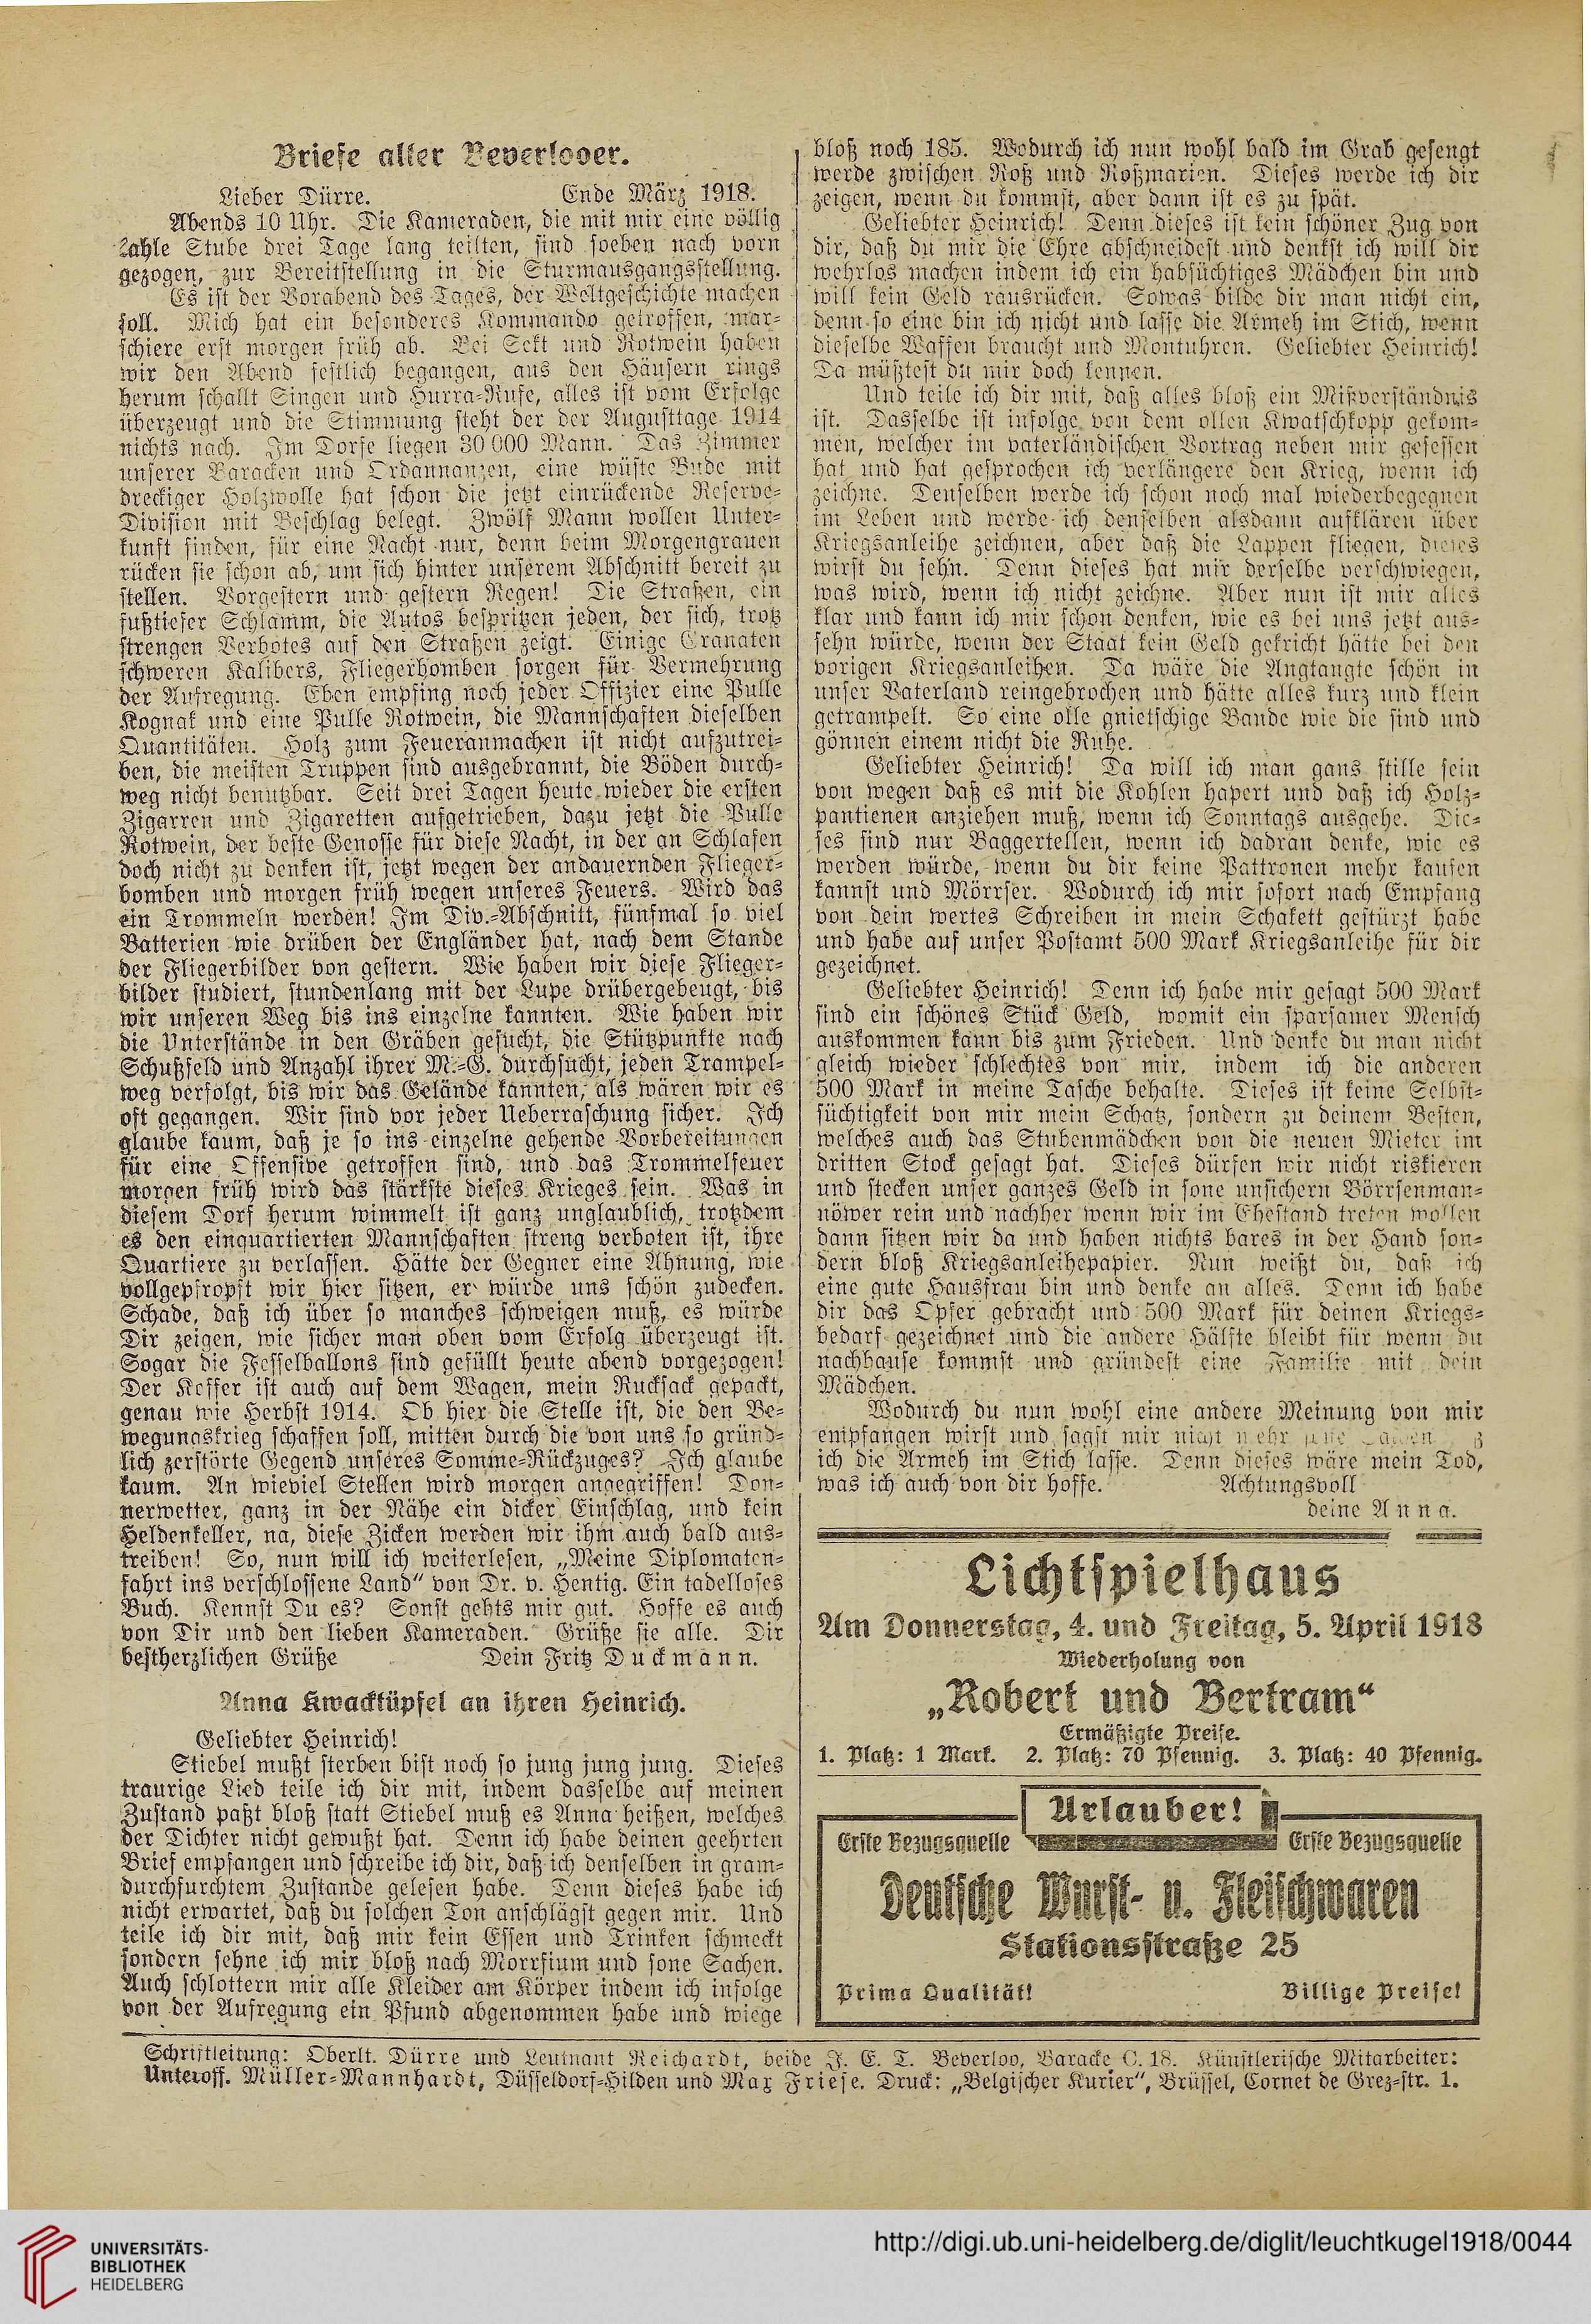 Briefe alter Beverlooer.
Lieber Dürre. Ende März 1918.
Abends 10 Uhr. Die Kameraden, die mit mir eine völlig
kahle Stube drei Tage lang teilten, sind soeben nach vorn
gezogen, zur Bereitstellung in die Sturmausgangsstellung.
Es ist der Vorabend des Tages, der Weltgeschichte machen
soll. Mich hat ein besonderes Kommando getroffen, mar-
schiere erst morgen früh ab. Bei Sekt und Rotwein haben
wir den Abend festlich begangen, aus den Häusern rings
herum schallt Singen und Hurra-Rufe, alles ist vom Erfolge
überzeugt und die Stimmung steht der der Augusttage 1914
nichts nach. Im Dorfe liegen 30 000 Mann. Das Zimmer
unserer Baracken und Ordannanzen, eine wüste Bude mit
dreckiger Holzwolle hat schon die jetzt einrückende Reserve-
Division mit Beschlag belegt. Zwölf Mann wollen Unter-
kunft finden, für eine Nacht nur, denn beim Morgengrauen
rücken sie schon ab, um sich hinter unserem Abschnitt bereit zu
stellen. Vorgestern und gestern Regen! Die Straßen, ein
fußtiefer Schlamm, die Autos bespritzen jeden, der sich, trotz
strengen Verbotes auf den Straßen zeigt. Einige Granaten
schweren Kalibers, Fliegerbomben sorgen für Vermehrung
der Aufregung. Eben empfing noch jeder Offizier eine Pulle
Kognak und eine Pulle Rotwein, die Mannschaften dieselben
Quantitäten. Holz zum Feueranmachen ist nicht aufzutrei-
ben, die meisten Truppen sind ausgebrannt, die Böden durch-
weg nicht benutzbar. Seit drei Tagen heute wieder die ersten
Zigarren und Zigaretten aufgetrieben, dazu jetzt die Pulle
Rotwein, der beste Genosse für diese Nacht, in der an Schlafen
doch nicht zu denken ist, jetzt wegen der andauernden Flieger-
bomben und morgen früh wegen unseres Feuers. Wird das
ein Trommeln werden! Im Div.-Abschnitt, fünfmal so viel
Batterien wie drüben der Engländer hat, nach dem Stande
der Fliegerbilder von gestern. Wie haben wir diese Flieger-
bilder studiert, stundenlang mit der Lupe drübergebeugt, bis
wir unseren Weg bis ins einzelne kannten. Wie haben wir
die Unterstände in den Gräben gesucht, die Stützpunkte nach
Schußfeld und Anzahl ihrer M.-G. durchsucht, jeden Trampel-
weg verfolgt, bis wir das Gelände kannten, als wären wir es
oft gegangen. Wir sind vor jeder Ueberraschung sicher. Ich
glaube kaum, daß je so ins einzelne gehende Vorbereitungen
für eine Offensive getroffen sind, und das Trommelfeuer
morgen früh wird das stärkste dieses Krieges sein. Was in
diesem Dorf herum wimmelt ist ganz unglaublich, trotzdem
es den einquartierten Mannschaften streng verboten ist, ihre
Quartiere zu verlassen. Hätte der Gegner eine Ahnung, wie
vollgepfropft wir hier sitzen, er würde uns schön zudecken.
Schade, daß ich über so manches schweigen muß, es würde
Dir zeigen, wie sicher man oben vom Erfolg überzeugt ist.
Sogar die Fesselballons sind gefüllt heute abend vorgezogen!
Der Koffer ist auch auf dem Wagen, mein Rucksack gepackt,
genau wie Herbst 1914. Ob hier die Stelle ist, die den Be-
wegungskrieg schaffen soll, mitten durch die von uns so gründ-
lich zerstörte Gegend unseres Somme-Rückzuges? Ich glaube
kaum. An wieviel Stellen wird morgen angegriffen! Don-
nerwetter, ganz in der Nähe ein dicker Einschlag, und kein
Heldenkeller, na, diese Zicken werden wir ihm auch bald aus-
treiben! So, nun will ich weiterlesen, „Meine Diplomaten-
fahrt ins verschlossene Land“ von Dr. v. Hentig. Ein tadelloses
Buch. Kennst Du es? Sonst gehts mir gut. Hoffe es auch
von Dir und den lieben Kameraden. Grüße sie alle. Dir
bestherzlichen Grüße Dein Fritz Duckmann.
Anna Kwacktüpfel an ihren Heinrich.
Geliebter Heinrich!
Stiebel mußt sterben bist noch so jung jung jung. Dieses
traurige Lied teile ich dir mit, indem dasselbe auf meinen
Zustand paßt bloß statt Stiebel muß es Anna heißen, welches
der Dichter nicht gewußt hat. Denn ich habe deinen geehrten
Brief empfangen und schreibe ich dir, daß ich denselben in gram-
durchfurchtem Zustande gelesen habe. Denn dieses habe ich
nicht erwartet, daß du solchen Ton anschlägst gegen mir. Und
teile ich dir mit, daß mir kein Essen und Trinken schmeckt
sondern sehne ich mir bloß nach Morrfium und sone Sachen.
Auch schlottern mir alle Kleider am Körper indem ich infolge
von der Aufregung ein Pfund abgenommen habe und wiege
bloß noch 185. Wodurch ich nun wohl bald im Grab gesengt
werde zwischen Roß und Roßmarien. Dieses werde ich dir
zeigen, wenn du kommst, aber dann ist es zu spät.
Geliebter Heinrich! Denn dieses ist kein schöner Zug von
dir, daß du mir die Ehre abschneidest und denkst ich will dir
wehrlos machen indem ich ein habsüchtiges Mädchen bin und
will kein Geld rausrücken. Sowas bilde dir man nicht ein,
denn so eine bin ich nicht und lasse die Armeh im Stich, wenn
dieselbe Waffen braucht und Montuhren. Geliebter Heinrich!
Da müßtest du mir doch kennen.
Und teile ich dir mit, daß alles bloß ein Mißverständnis
ist. Dasselbe ist infolge von dem ollen Kwatschkopp gekom-
men, welcher im vaterländischen Vortrag neben mir gesessen
hat und hat gesprochen ich verlängere den Krieg, wenn ich
zeichne. Denselben werde ich schon noch mal wiederbegegnen
im Leben und werde ich denselben alsdann aufklären über
Kriegsanleihe zeichnen, aber daß die Lappen fliegen, dieses
wirst du sehn. Denn dieses hat mir derselbe verschwiegen,
was wird, wenn ich nicht zeichne. Aber nun ist mir alles
klar und kann ich mir schon denken, wie es bei uns jetzt aus-
sehn würde, wenn der Staat kein Geld gekricht hätte bei den
vorigen Kriegsanleihen. Da wäre die Angtangte schön in
unser Vaterland reingebrochen und hätte alles kurz und klein
getrampelt. So eine olle gnietschige Bande wie die sind und
gönnen einem nicht die Ruhe.
Geliebter Heinrich! Da will ich man gans stille sein
von wegen daß es mit die Kohlen hapert und daß ich Holz-
pantienen anziehen muß, wenn ich Sonntags ausgehe. Die-
ses sind nur Baggertellen, wenn ich dadran denke, wie es
werden würde, wenn du dir keine Pattronen mehr kaufen
kannst und Mörrser. Wodurch ich mir sofort nach Empfang
von dein wertes Schreiben in mein Schakett gestürzt habe
und habe auf unser Postamt 500 Mark Kriegsanleihe für dir
gezeichnet.
Geliebter Heinrich! Denn ich habe mir gesagt 500 Mark
sind ein schönes Stück Geld, womit ein sparsamer Mensch
auskommen kann bis zum Frieden. Und denke du man nicht
gleich wieder schlechtes von mir, indem ich die anderen
500 Mark in meine Tasche behalte. Dieses ist keine Selbst-
süchtigkeit von mir mein Schatz, sondern zu deinem Besten,
welches auch das Stubenmädchen von die neuen Mieter im
dritten Stock gesagt hat. Dieses dürfen wir nicht riskieren
und stecken unser ganzes Geld in sone unsichern Börrsenman-
növer rein und nachher wenn wir im Ehestand treten wollen
dann sitzen wir da und haben nichts bares in der Hand son-
dern bloß Kriegsanleihepapier. Nun weißt du, daß ich
eine gute Hausfrau bin und denke an alles. Denn ich habe
dir das Opfer gebracht und 500 Mark für deinen Kriegs-
bedarf gezeichnet und die andere Hälfte bleibt für wenn du
nachhause kommst und gründest eine Familie mit dein
Mädchen.
Wodurch du nun wohl eine andere Meinung von mir
empfangen wirst und sagst mir nicht mehr
ich die Armeh im Stich lasse. Denn dieses wäre mein Tod,
was ich auch von dir hoffe. Achtungsvoll
deine Anna.
Lichtspielhaus
Am Donnerstag, 4. und Freitag, 5. April 1918
Wiederholung von
„Robert und Bertram“
Ermäßigte Preise.
1. Platz: 1 Mark. 2. Platz: 70 Pfennig. 3. Platz: 40 Pfennig.
Urlauber!
Erste Bezugsquelle Erste Bezugsquelle
Deutsche Wurst- u. Fleischwaren
Stationsstraße 25
Prima Qualität! Billige Preise!
Schriftleitung: Oberlt. Dürre und Leutnant Reichardt, beide J. E. T. Beverloo, Baracke C. 18. Künstlerische Mitarbeiter:
Unteroff. Müller-Mannhardt, Düsseldorf-Hilden und Max Friese. Druck: „Belgischer Kurier“, Brüssel, Cornet de Grez-str. 1.
UNIVERSITÄTS-
BIBLIOTHEK
HEIDELBERG
http://digi.ub.uni-heidelberg.de/diglit/leuchtkugel1918/0044